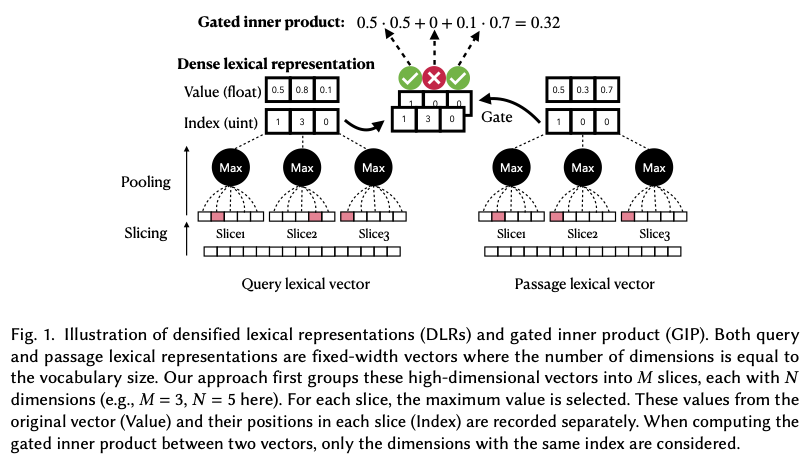 Gated inner product: 0.5 · 0.5 + 0 + 0.1 · 0.7 = 0.32
Dense lexical representation
Value (float) 0.5 0.8 0.1 0.5 0.3 0.7
1 0 0
Index (uint) 1 3 0 1 3 0 Gate 1 0 0
Pooling Max Max Max Max Max Max
Slicing Slice1 Slice2 Slice3 Slice1 Slice2 Slice3
Query lexical vector Passage lexical vector
Fig. 1. Illustration of densified lexical representations (DLRs) and gated inner product (GIP). Both query
and passage lexical representations are fixed-width vectors where the number of dimensions is equal to
the vocabulary size. Our approach first groups these high-dimensional vectors into M slices, each with N
dimensions (e.g., M = 3, N = 5 here). For each slice, the maximum value is selected. These values from the
original vector (Value) and their positions in each slice (Index) are recorded separately. When computing the
gated inner product between two vectors, only the dimensions with the same index are considered.